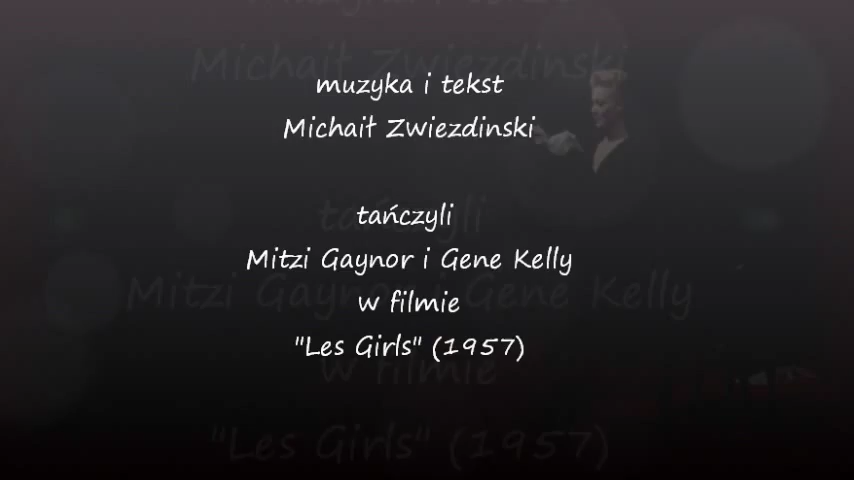 muzyka i tekst
Michaił Zwiezdinski
tańczyli
Mitzi Gaynor i Gene Kelly
w filmie
"Les Girls" (1957)